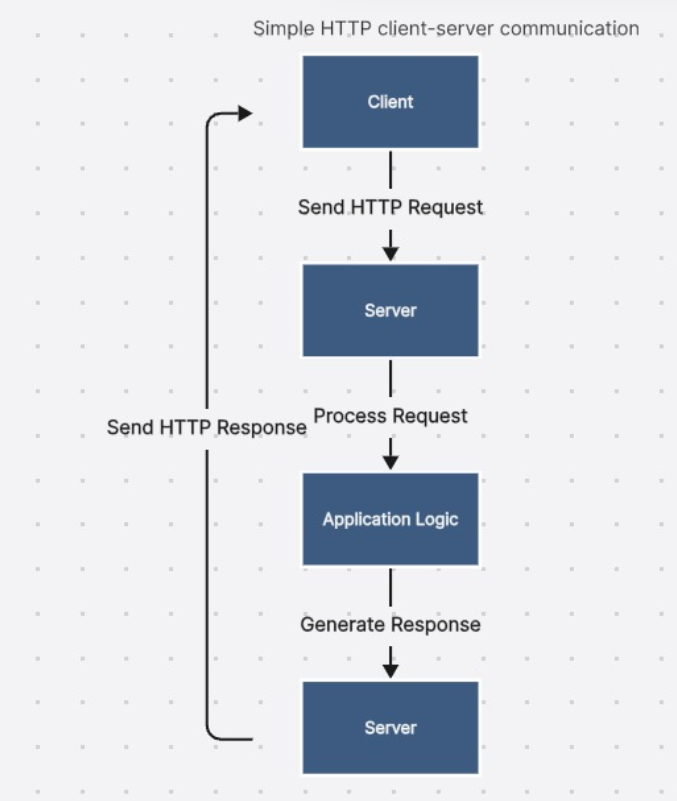 Simple HTTP client-server communication
Client
Send HTTP Request
Server
Process Request
Send HTTP Response
Application Logic
Generate Response
Server